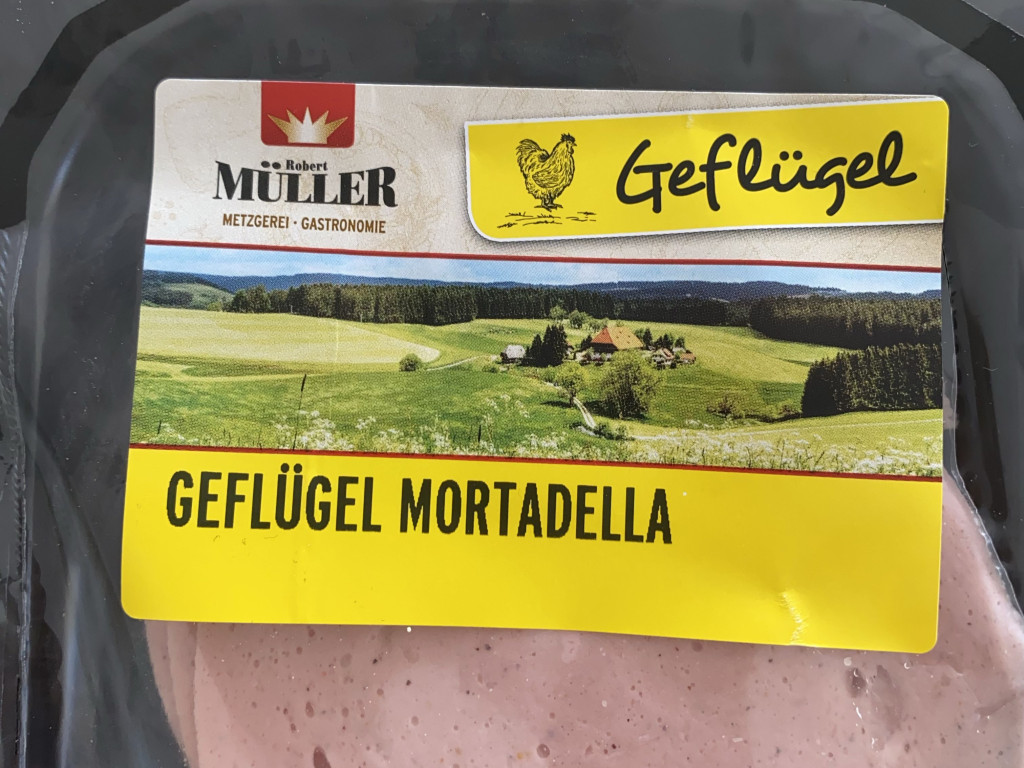 Robert
MÜLLER
METZGEREI · GASTRONOMIE
Geflügel
GEFLÜGEL MORTADELLA